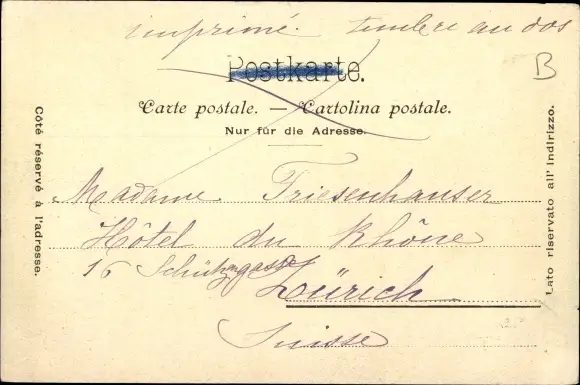 imprimé. timbre au dos
B
Postkarte.
Carte postale. — Cartolina postale.
Nur für die Adresse.
Côté réservé à l'adresse.
Lato riservato all' indirizzo.
Madame Friesenhauser
Hôtel du Rhône
16 Schützengasse
Zürich
Suisse